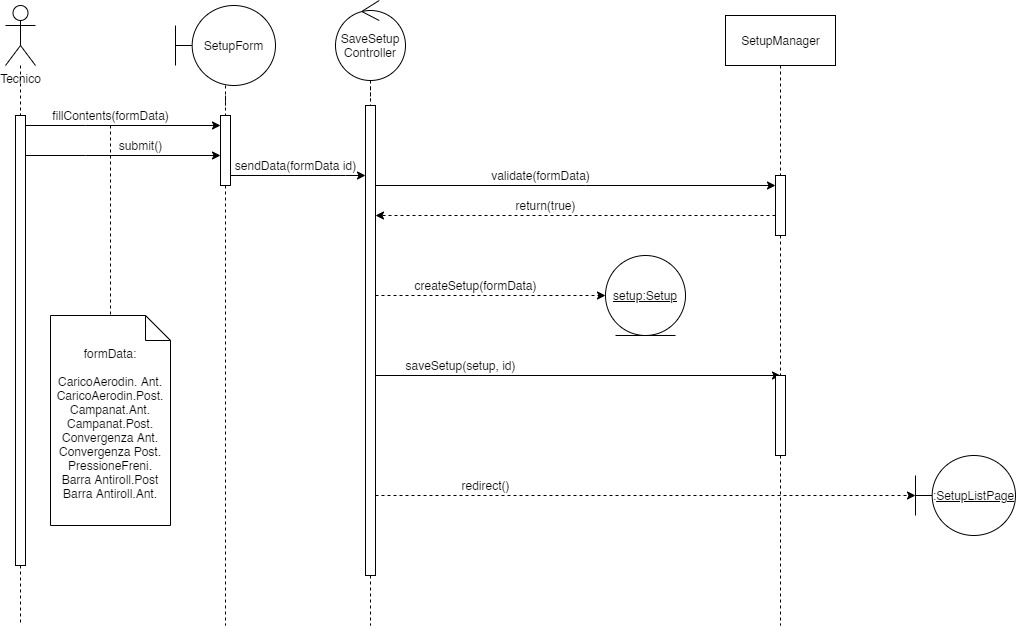 SetupForm
SaveSetup
Controller
SetupManager
Tecnico
fillContents(formData)
submit()
sendData(formData id)
validate(formData)
return(true)
createSetup(formData)
setup:Setup
formData:
CaricoAerodin. Ant.
CaricoAerodin.Post.
Campanat.Ant.
Campanat.Post.
Convergenza Ant.
Convergenza Post.
PressioneFreni.
Barra Antiroll.Post
Barra Antiroll.Ant.
saveSetup(setup, id)
redirect()
:SetupListPage